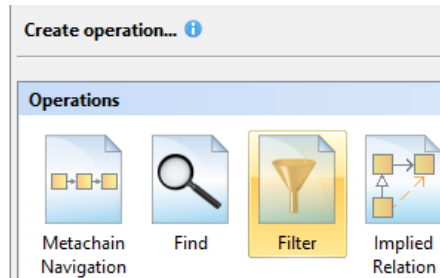 Create operation...
Operations
Metachain Navigation
Find
Filter
Implied Relation